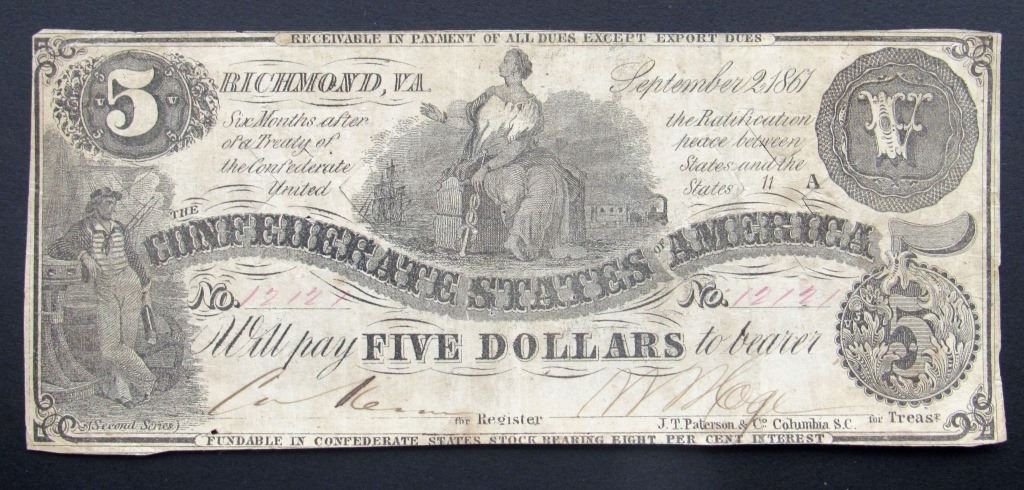 RECEIVABLE IN PAYMENT OF ALL DUES EXCEPT EXPORT DUES
5
RICHMOND, VA.
September 2 1861
V
Six Months after the Ratification
of a Treaty of peace between
the Confederate States and the
United States 11 A
THE CONFEDERATE STATES OF AMERICA
5
No. 12121 No. 12121
Will pay FIVE DOLLARS to bearer
5
for Register
for Treasr
(Second Series)
J.T. Paterson & Co Columbia S.C.
FUNDABLE IN CONFEDERATE STATES STOCK BEARING EIGHT PER CENT INTEREST